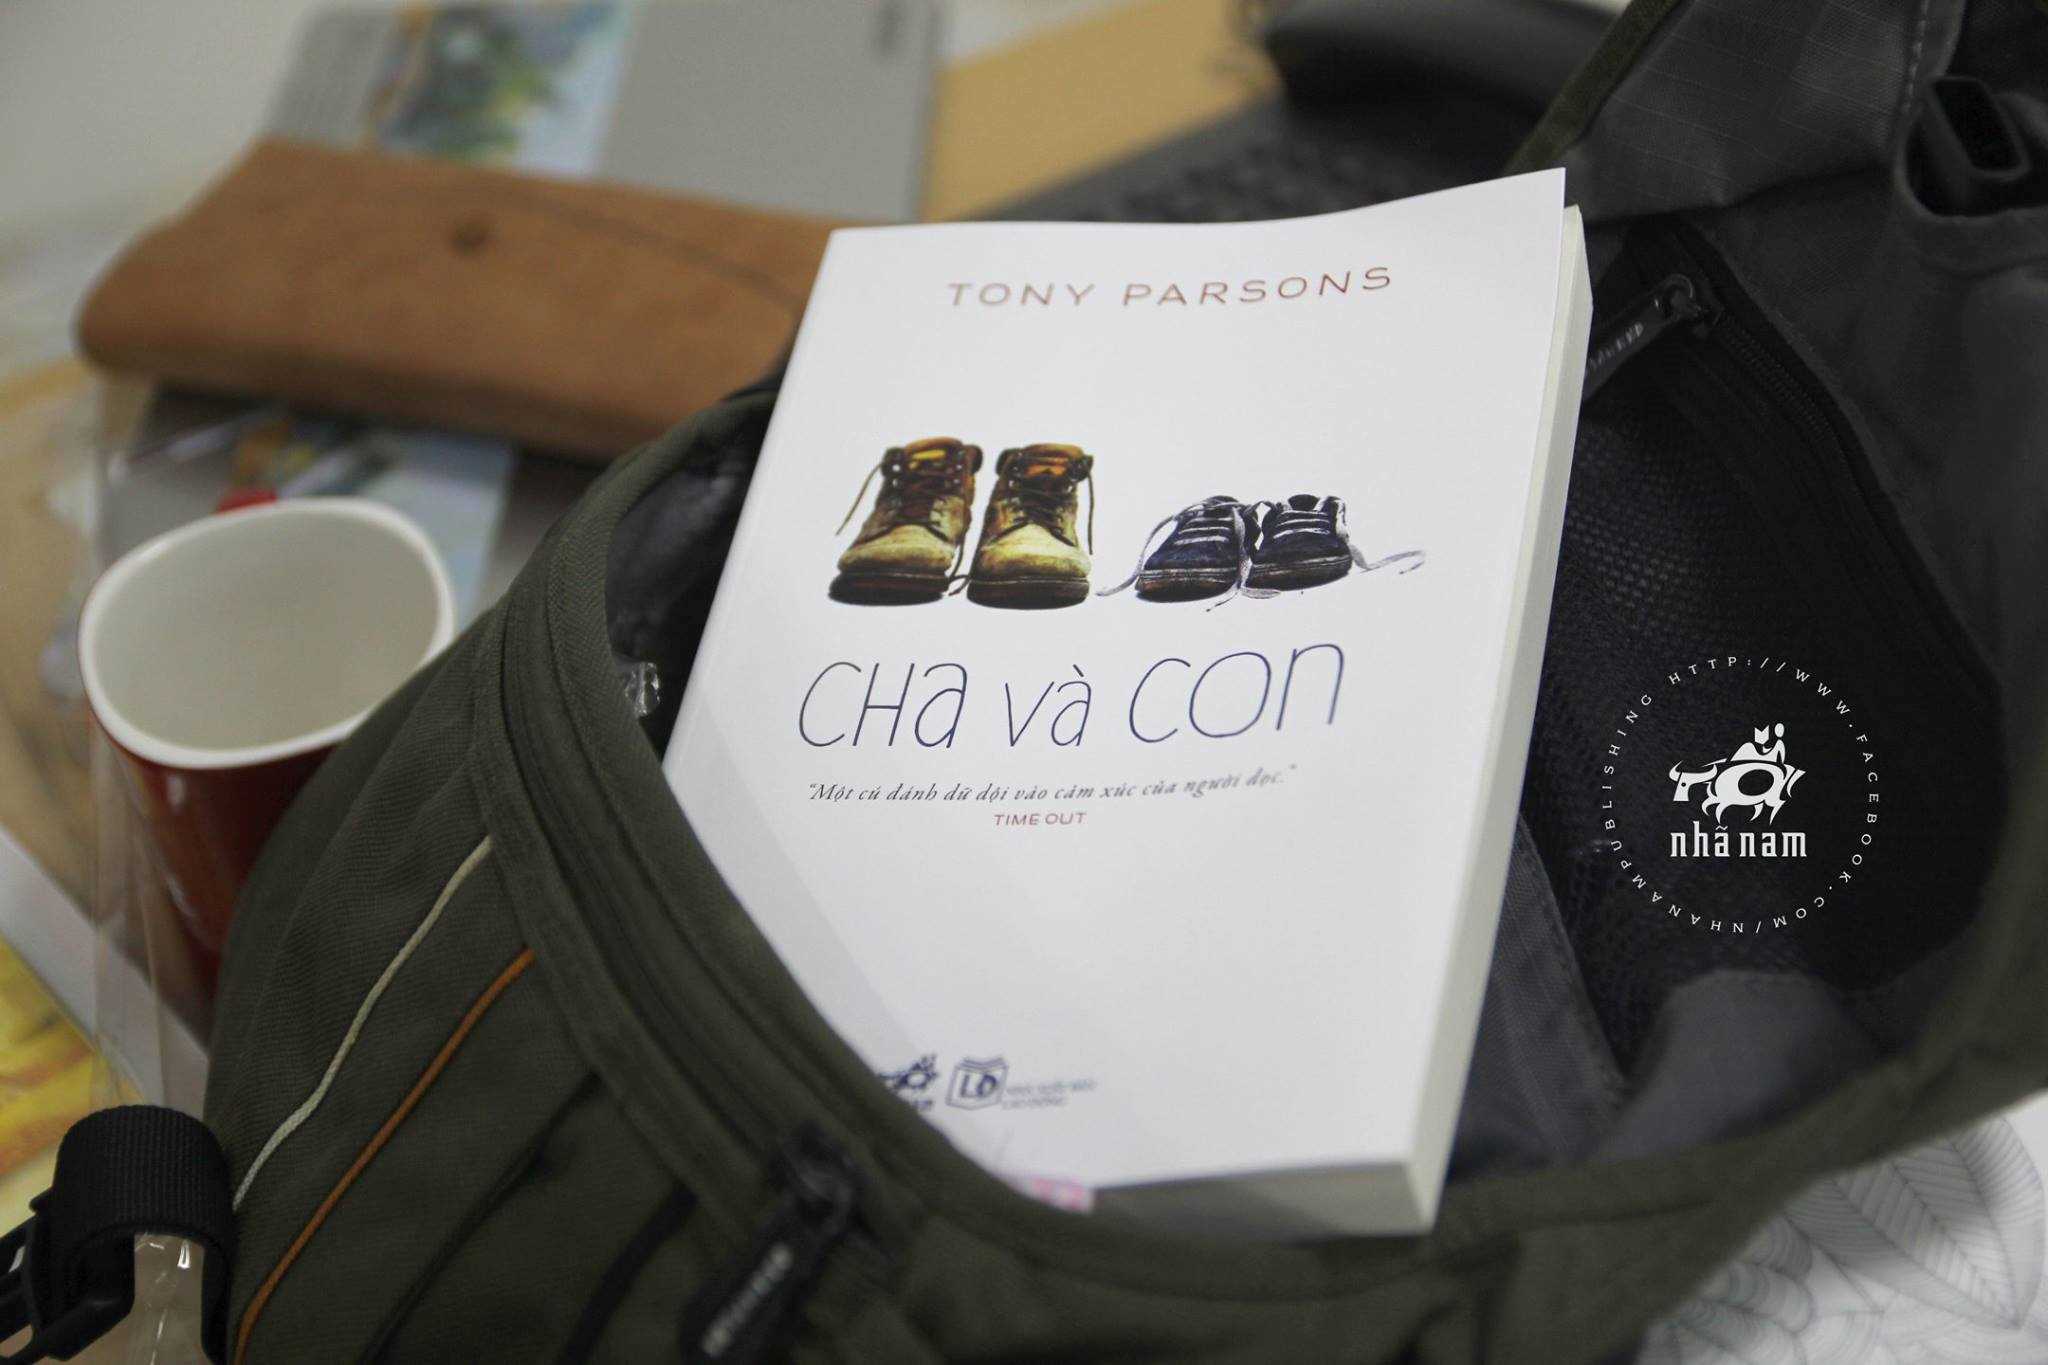 TONY PARSONS
CHa và con
“Một cú đánh dữ dội vào cảm xúc của người đọc.”
TIME OUT
LĐ
HTTP://WWW.FACEBOOK.COM/NHANAMPUBLISHING
nhã nam